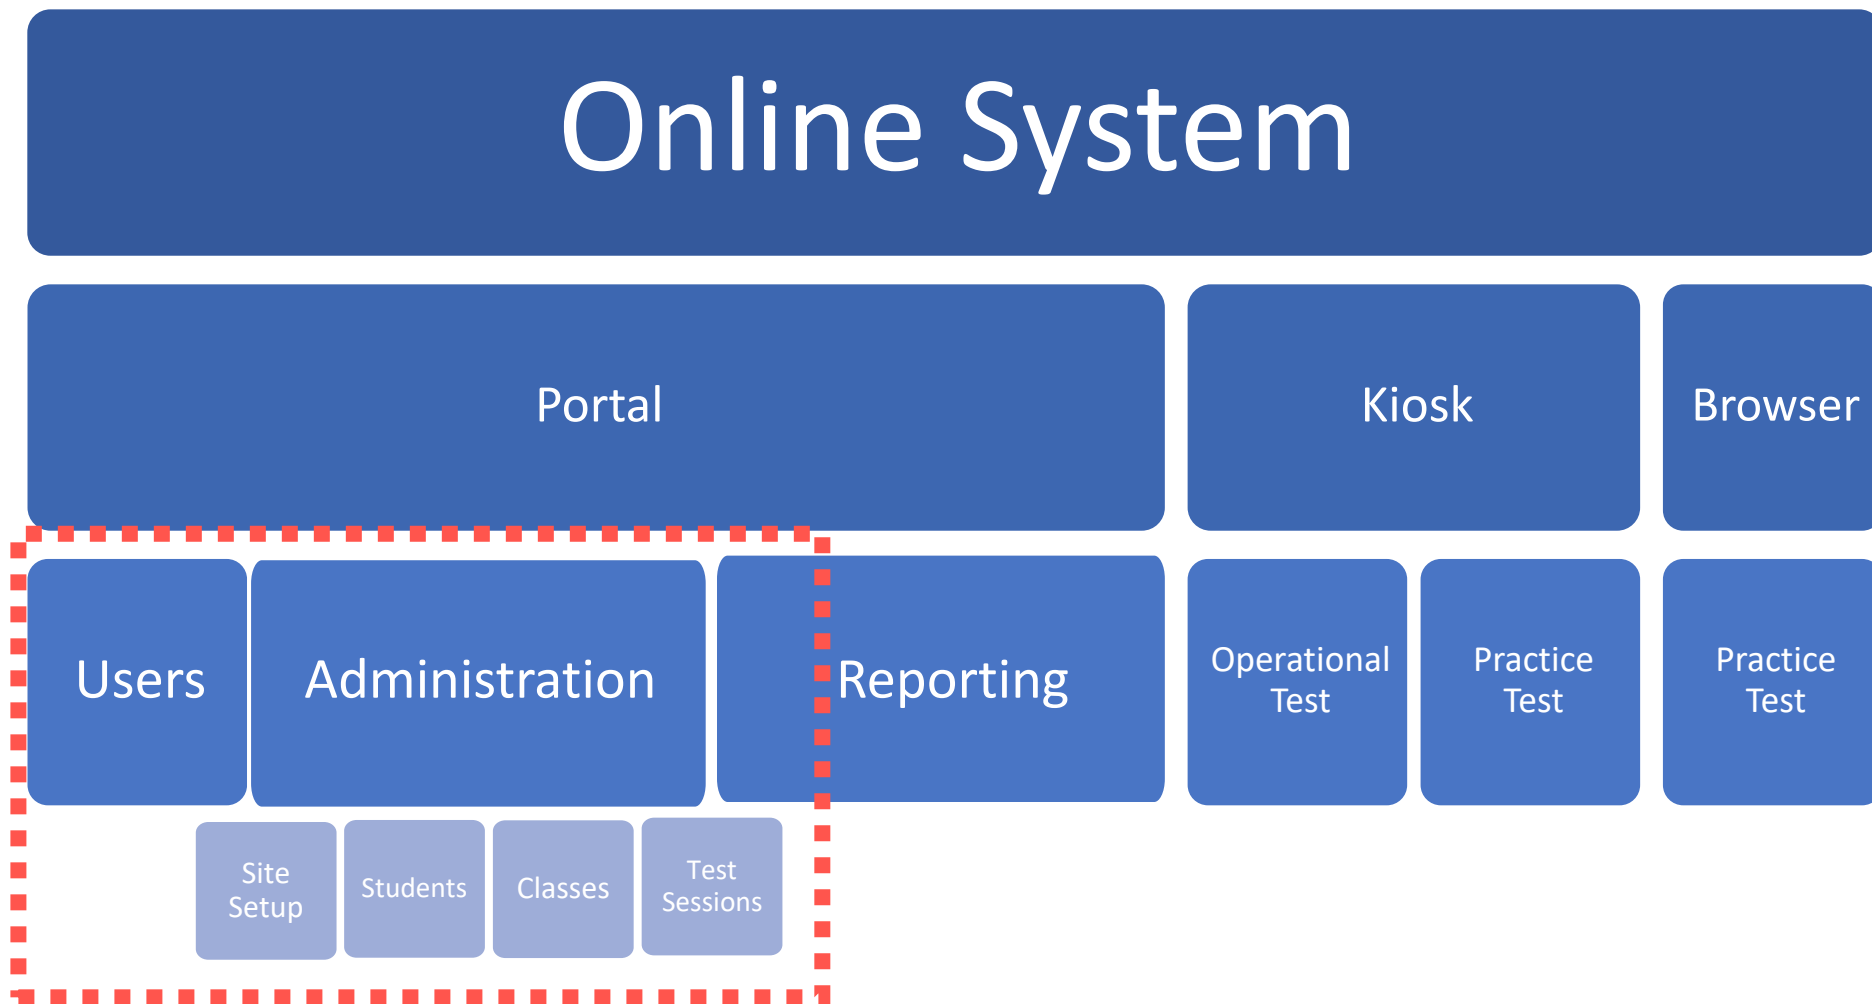 Online System
Portal
Kiosk
Browser
Users
Administration
Reporting
Operational
Test
Practice
Test
Practice
Test
Site
Setup
Students
Classes
Test
Sessions